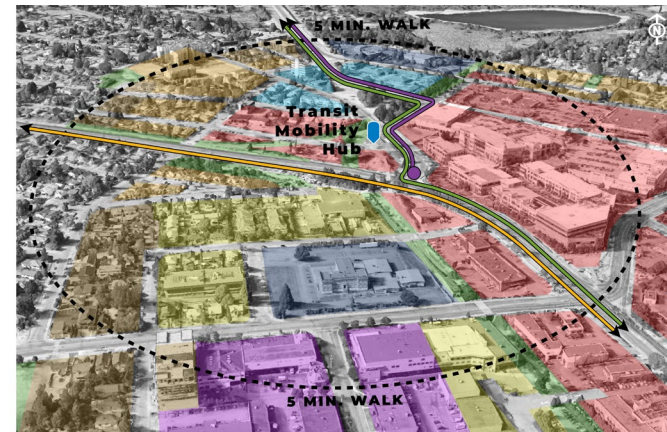 5 MIN. WALK
N
Transit
Mobility
Hub
5 MIN. WALK